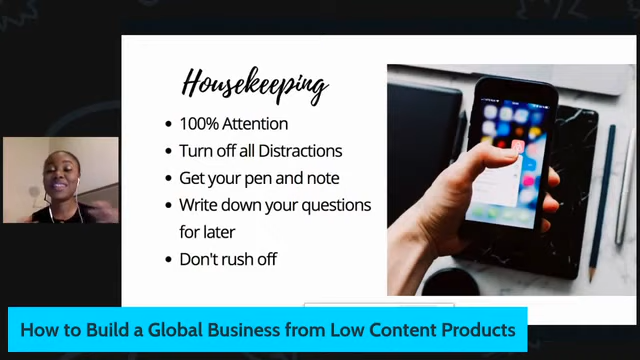 Housekeeping
100% Attention
Turn off all Distractions
Get your pen and note
Write down your questions
for later
Don't rush off
How to Build a Global Business from Low Content Products